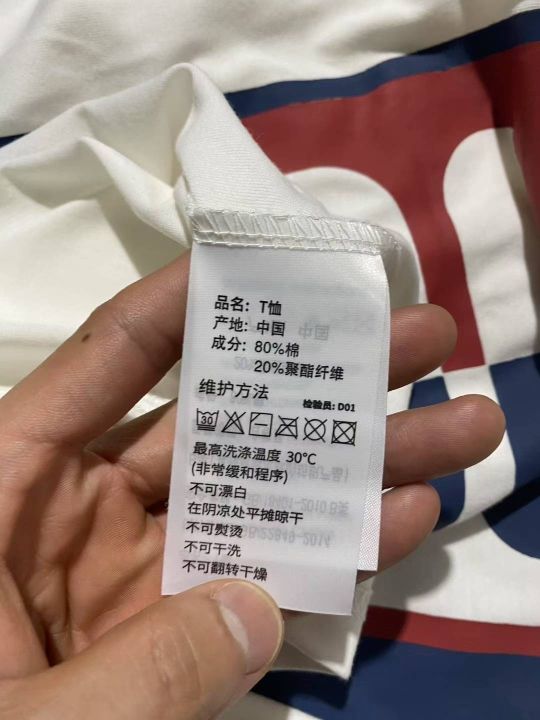 品名: T恤
产地: 中国
成分: 80%棉
20%聚酯纤维
维护方法
检验员: D01
30
最高洗涤温度 30℃
(非常缓和程序)
不可漂白
在阴凉处平摊晾干
不可熨烫
不可干洗
不可翻转干燥